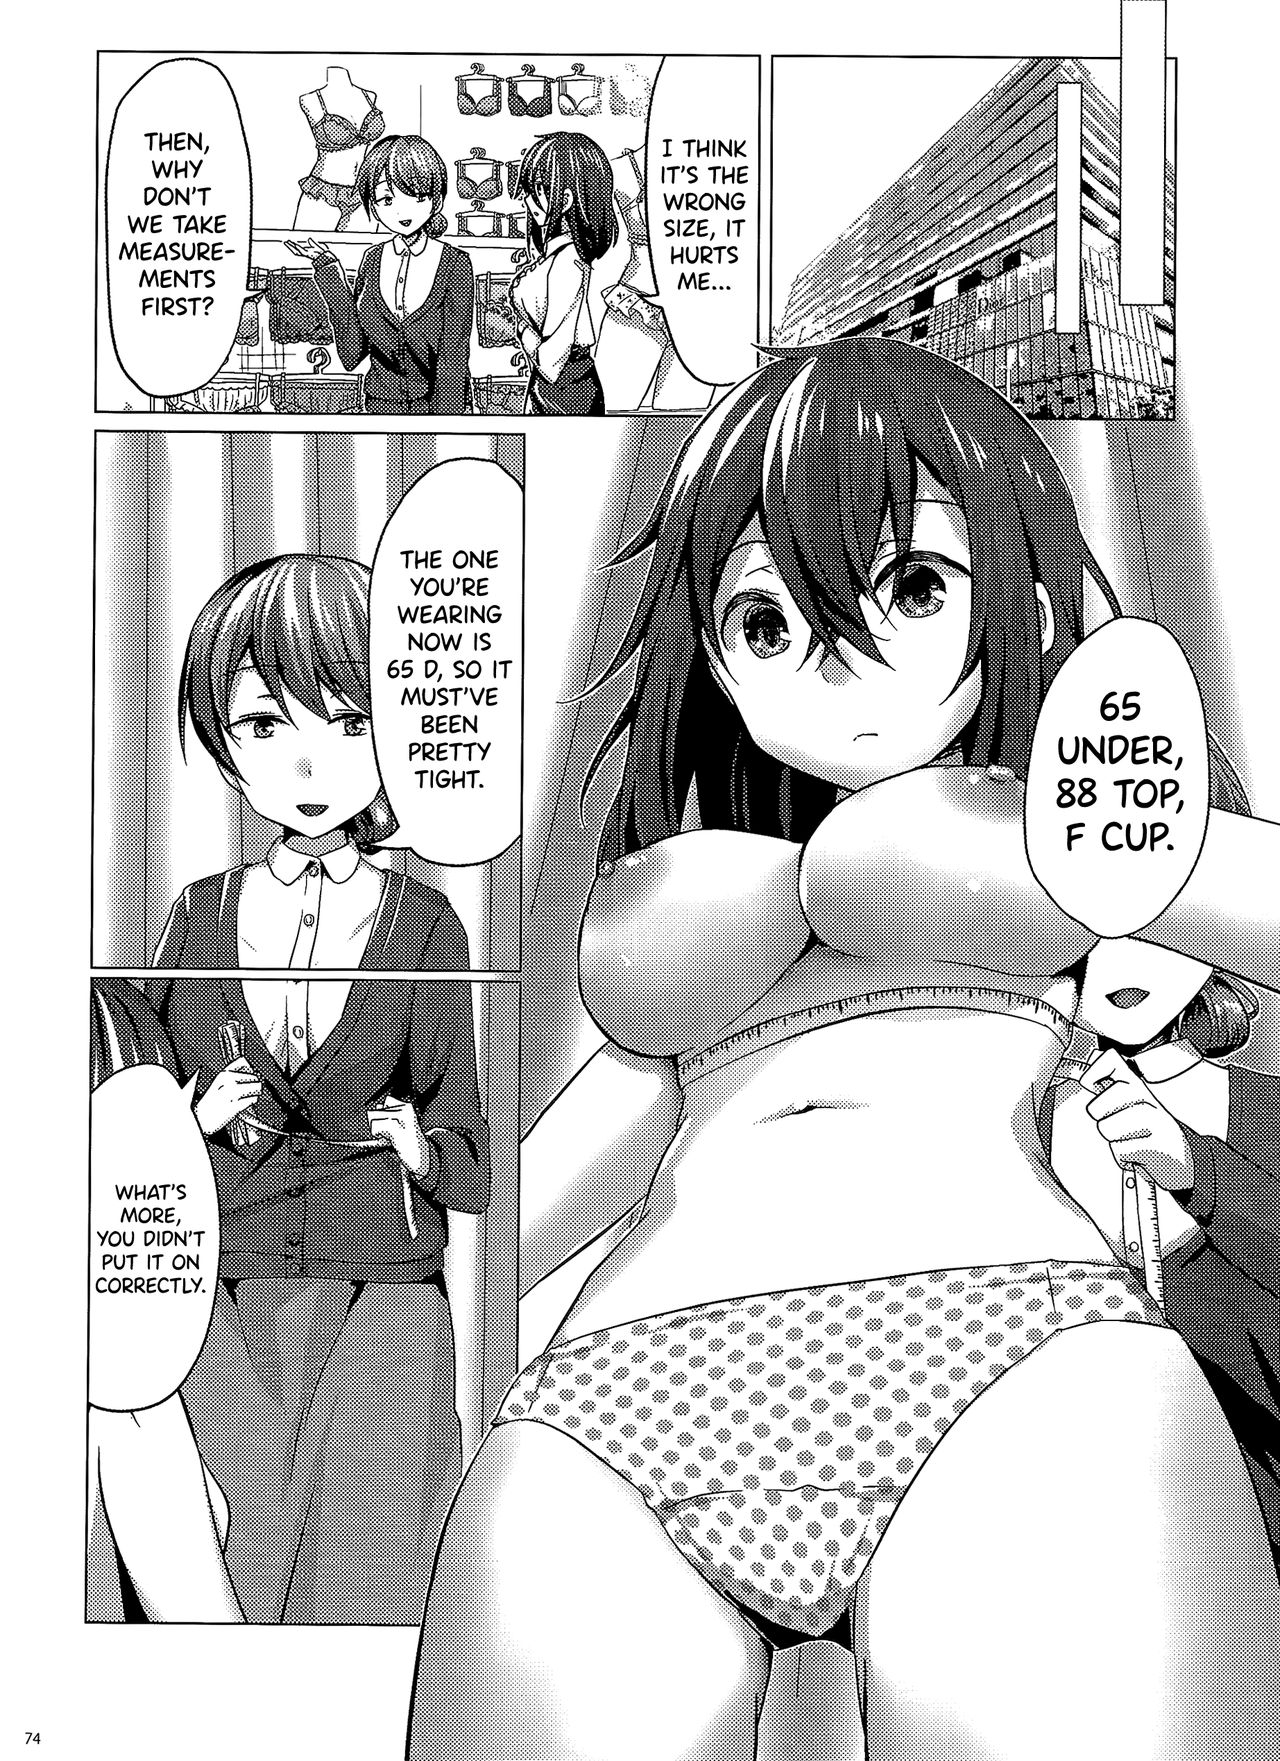 I THINK
IT'S THE
WRONG
SIZE, IT
HURTS
ME...
THEN,
WHY
DON'T
WE TAKE
MEASURE-
MENTS
FIRST?
65
UNDER,
88 TOP,
F CUP.
THE ONE
YOU'RE
WEARING
NOW IS
65 D, SO IT
MUST'VE
BEEN
PRETTY
TIGHT.
WHAT'S
MORE,
YOU DIDN'T
PUT IT ON
CORRECTLY.
74